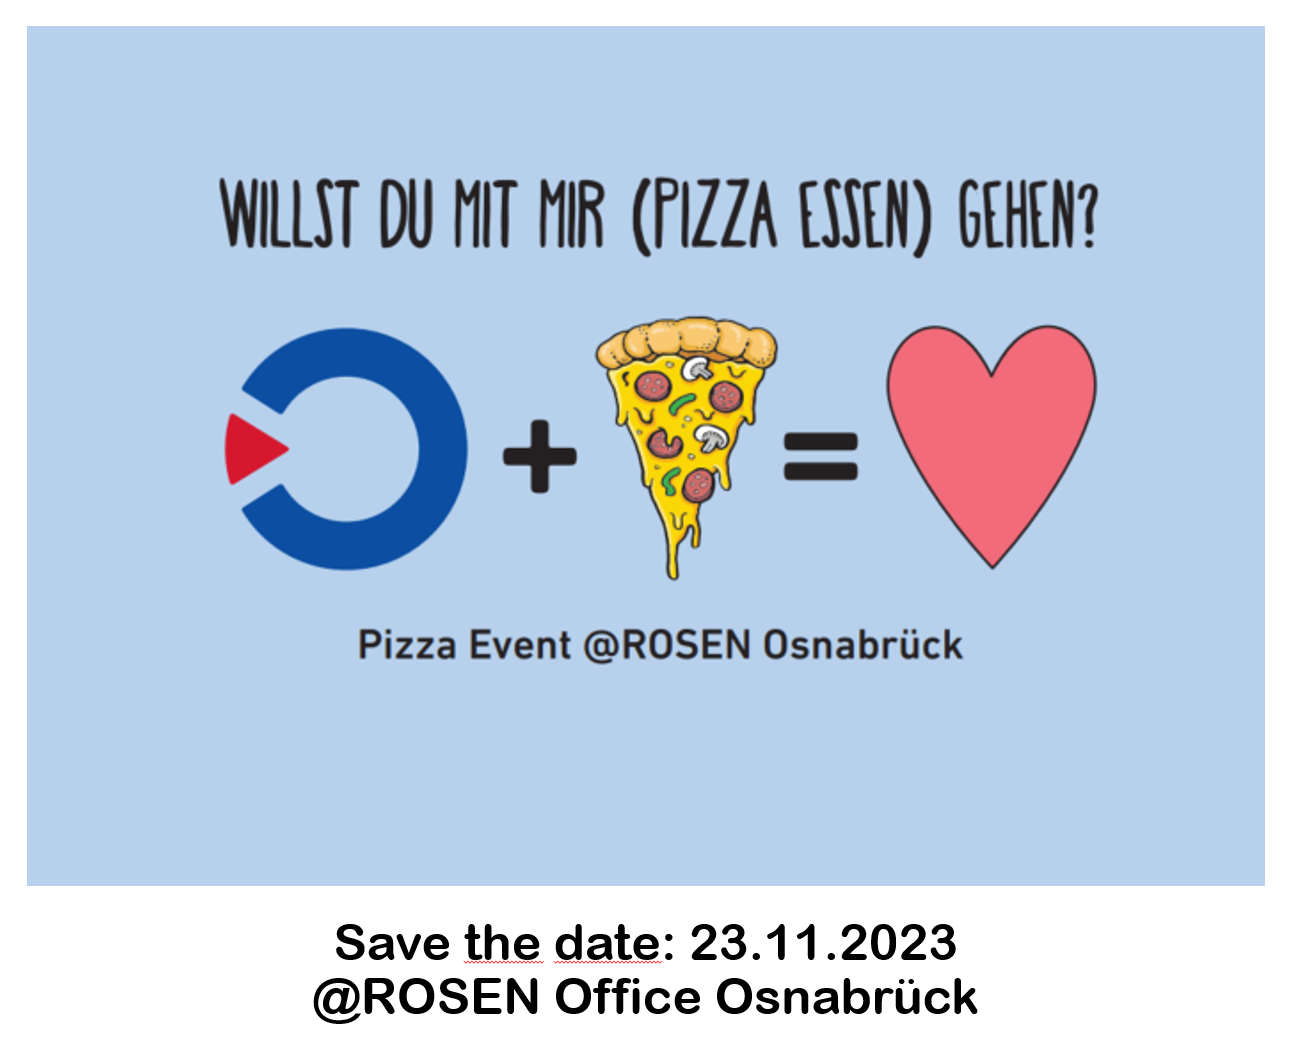 WILLST DU MIT MIR (PIZZA ESSEN) GEHEN?
+ =
Pizza Event @ROSEN Osnabrück
Save the date: 23.11.2023
@ROSEN Office Osnabrück